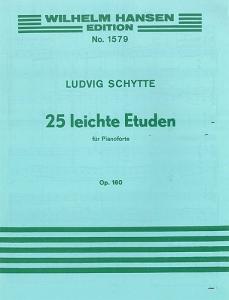 WILHELM HANSEN
EDITION
No. 1579
LUDVIG SCHYTTE
25 leichte Etuden
für Pianoforte
Op. 160